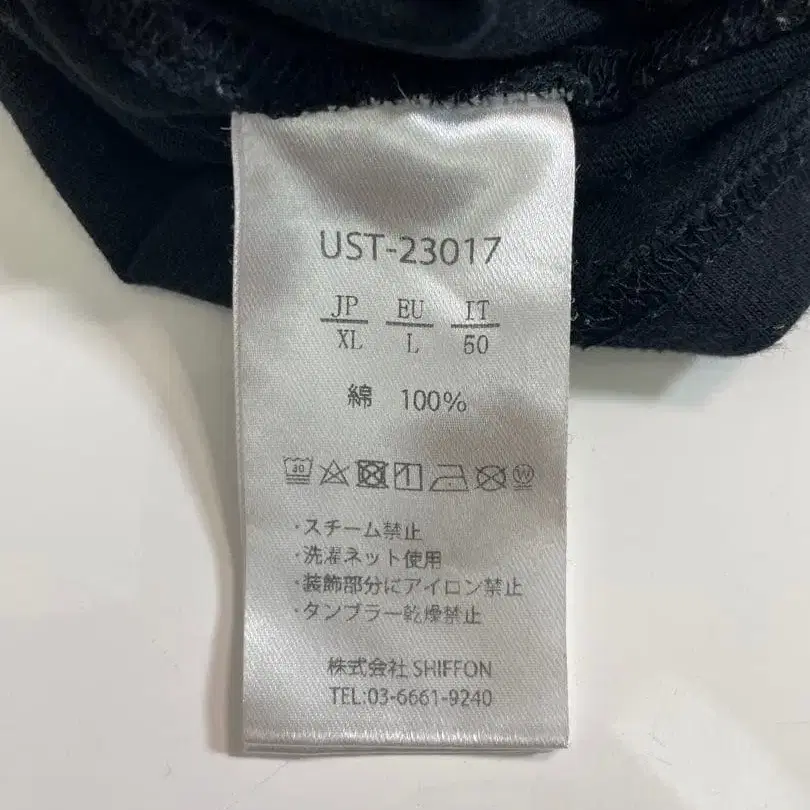 UST-23017
JP EU IT
XL L 50
綿 100%
30
・スチーム禁止
・洗濯ネット使用
・装飾部分にアイロン禁止
・タンブラー乾燥禁止
株式会社 SHIFFON
TEL:03-6661-9240